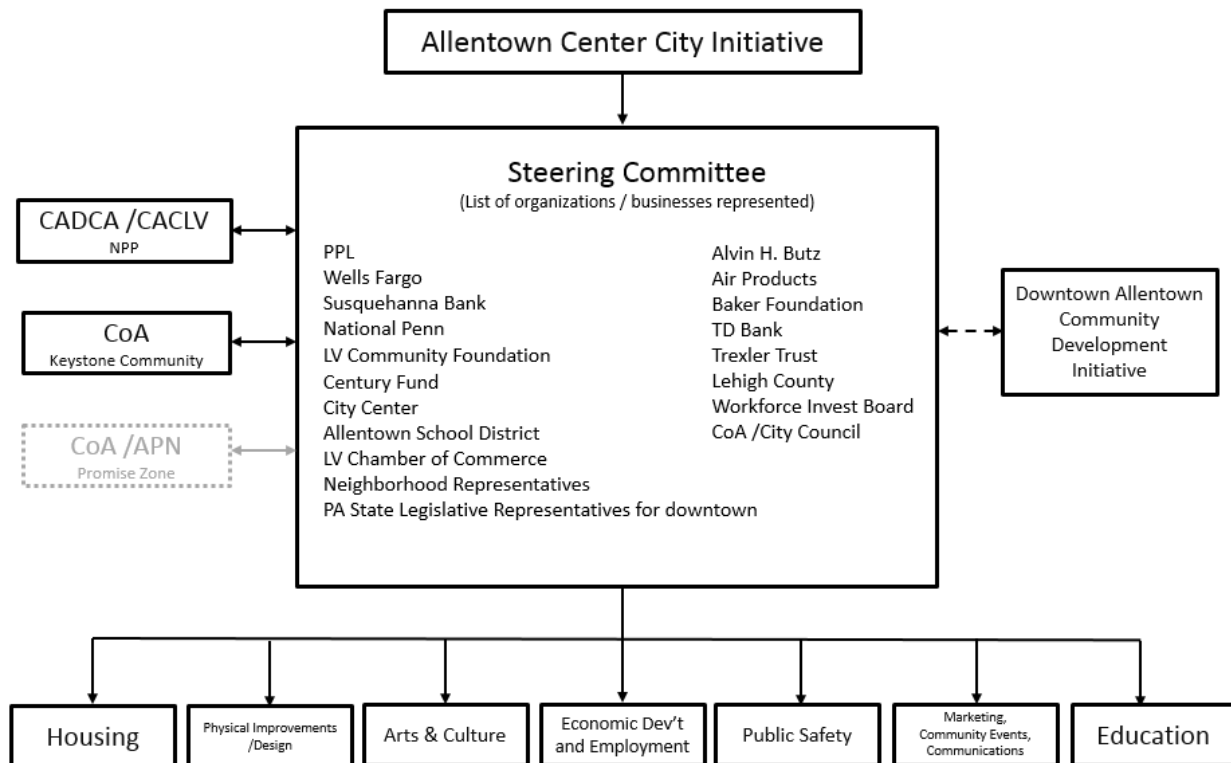 Allentown Center City Initiative
Steering Committee
(List of organizations / businesses represented)
CADCA /CACLV
NPP
CoA
Keystone Community
CoA /APN
Promise Zone
PPL
Wells Fargo
Susquehanna Bank
National Penn
LV Community Foundation
Century Fund
City Center
Allentown School District
LV Chamber of Commerce
Neighborhood Representatives
PA State Legislative Representatives for downtown
Alvin H. Butz
Air Products
Baker Foundation
TD Bank
Trexler Trust
Lehigh County
Workforce Invest Board
CoA /City Council
Downtown Allentown
Community
Development
Initiative
Housing
Physical Improvements
/Design
Arts & Culture
Economic Dev't
and Employment
Public Safety
Marketing,
Community Events,
Communications
Education